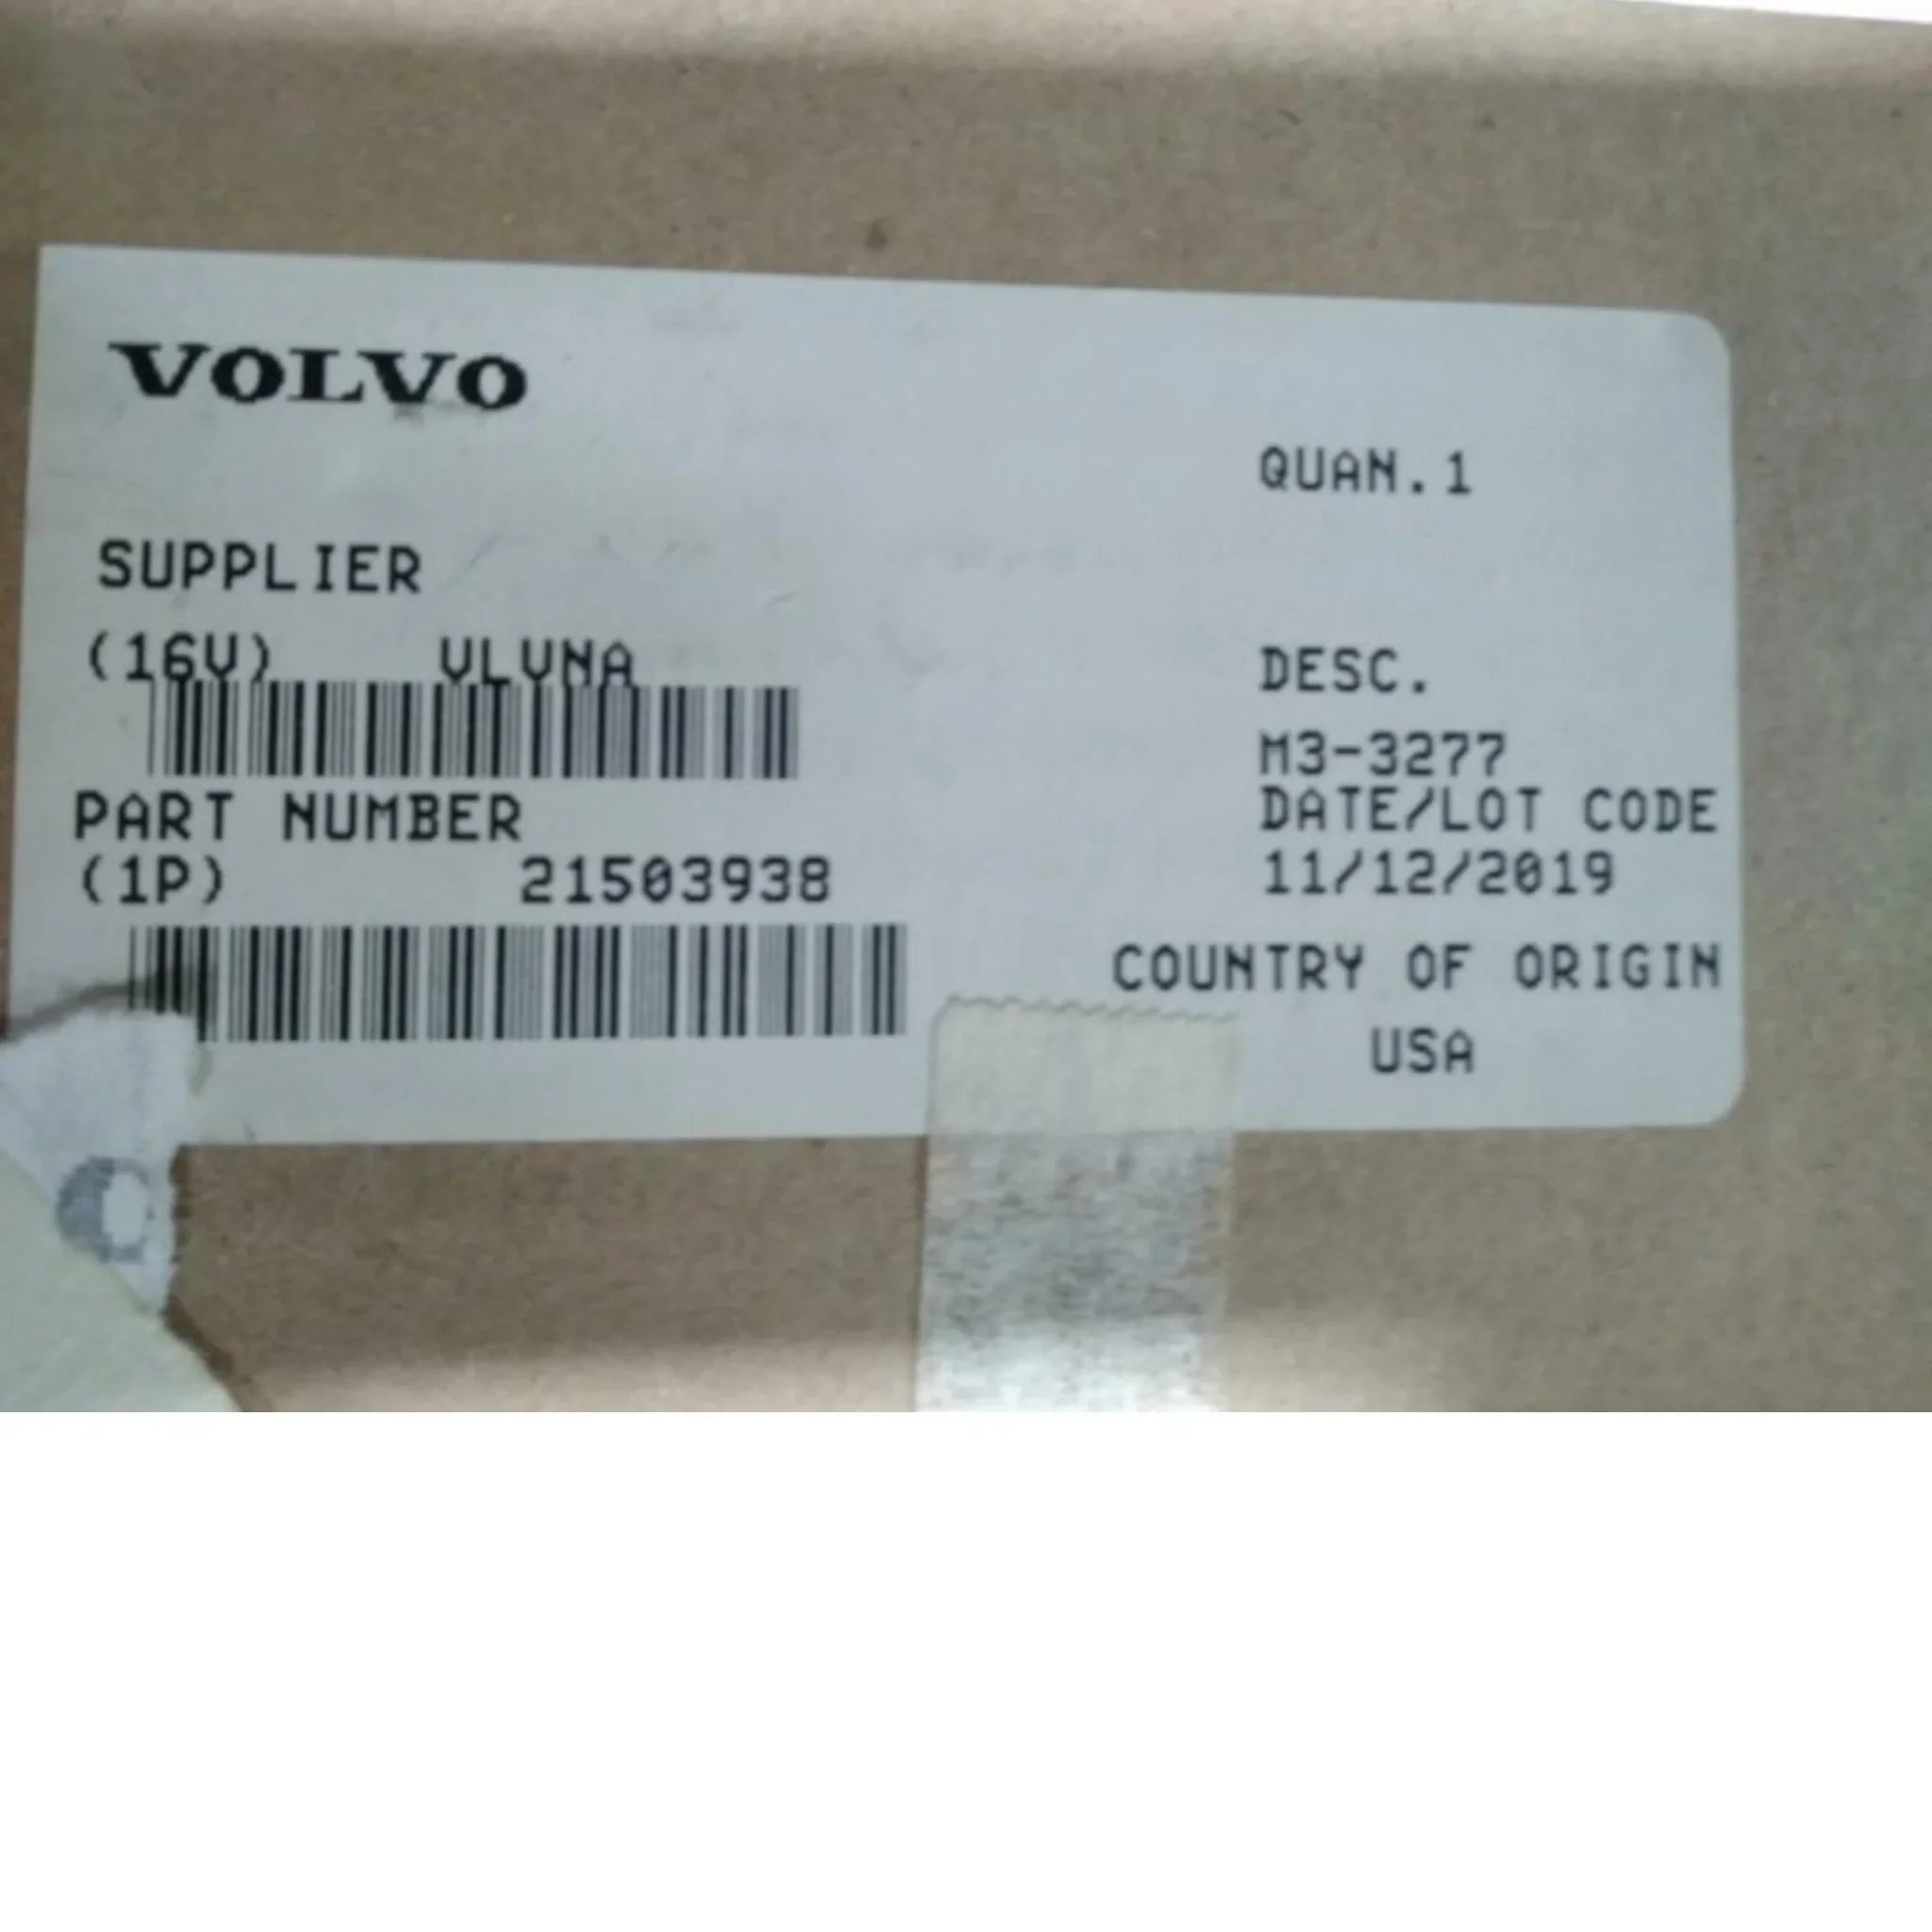 VOLVO
QUAN.1
SUPPLIER
(16V) VLVNA
DESC.
M3-3277
PART NUMBER
DATE/LOT CODE
(1P) 21503938
11/12/2019
COUNTRY OF ORIGIN
USA